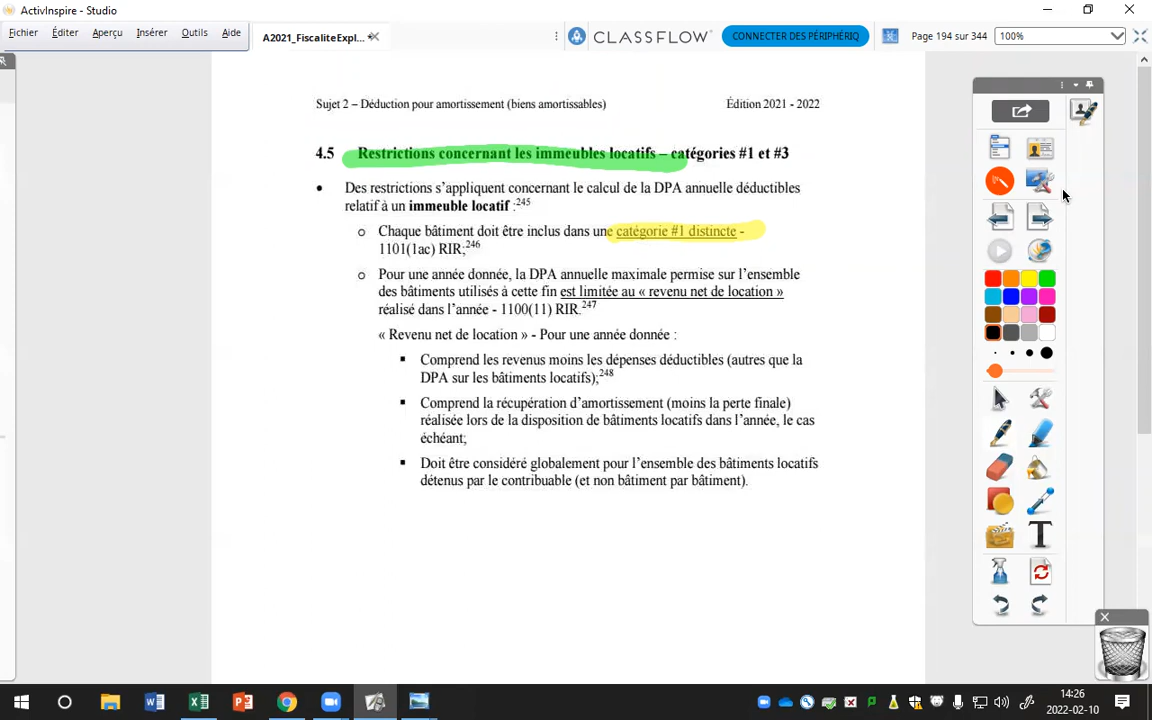 ActivInspire - Studio
Fichier Éditer Aperçu Insérer Outils Aide
A2021_FiscaliteExpl...
CLASSFLOW
CONNECTER DES PÉRIPHÉRIQ
Page 194 sur 344
100%
Sujet 2 – Déduction pour amortissement (biens amortissables) Édition 2021 - 2022
4.5 Restrictions concernant les immeubles locatifs – catégories #1 et #3
• Des restrictions s’appliquent concernant le calcul de la DPA annuelle déductibles
relatif à un immeuble locatif :245
o Chaque bâtiment doit être inclus dans une catégorie #1 distincte -
1101(1ac) RIR;246
o Pour une année donnée, la DPA annuelle maximale permise sur l’ensemble
des bâtiments utilisés à cette fin est limitée au « revenu net de location »
réalisé dans l’année - 1100(11) RIR.247
« Revenu net de location » - Pour une année donnée :
▪ Comprend les revenus moins les dépenses déductibles (autres que la
DPA sur les bâtiments locatifs);248
▪ Comprend la récupération d’amortissement (moins la perte finale)
réalisée lors de la disposition de bâtiments locatifs dans l’année, le cas
échéant;
▪ Doit être considéré globalement pour l’ensemble des bâtiments locatifs
détenus par le contribuable (et non bâtiment par bâtiment).
14:26
2022-02-10